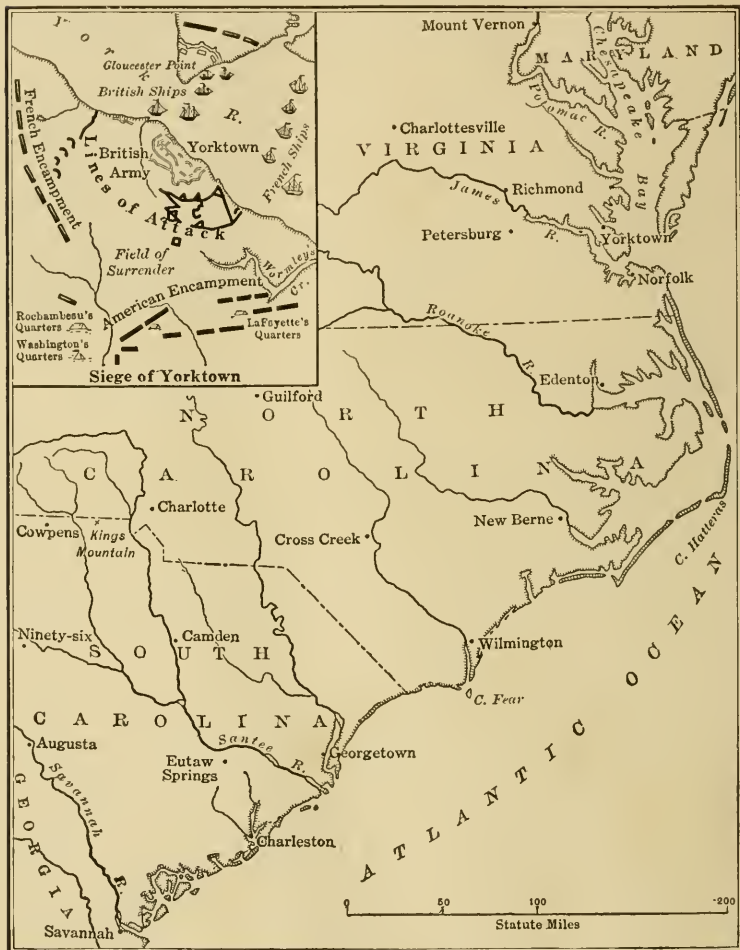 York R.
Gloucester Point
British Ships
French Encampment
Lines of Attack
British
Army
Yorktown
French Ships
Field of
Surrender
Wormley's
Cr.
American Encampment
Rochambeau's
Quarters
Washington's
Quarters
LaFayette's
Quarters
Siege of Yorktown
Mount Vernon
MARYLAND
Chesapeake Bay
Potomac R.
Charlottesville
VIRGINIA
James R.
Richmond
Petersburg
Yorktown
Norfolk
Roanoke R.
Edenton
Guilford
NORTH
CAROLINA
Charlotte
Cowpens
Kings
Mountain
Cross Creek
New Berne
C. Hatteras
Ninety-six
Camden
SOUTH
Wilmington
C. Fear
CAROLINA
Augusta
Santee R.
Georgetown
Eutaw
Springs
Savannah R.
GEORGIA
Charleston
ATLANTIC OCEAN
Savannah
0 50 100 200
Statute Miles